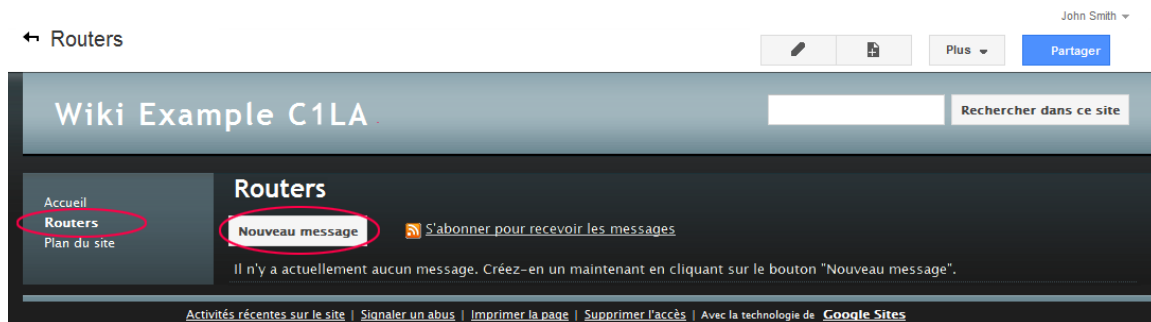 John Smith
Routers
Plus
Partager
Wiki Example C1LA
Rechercher dans ce site
Accueil
Routers
Plan du site
Routers
Nouveau message
S'abonner pour recevoir les messages
Il n'y a actuellement aucun message. Créez-en un maintenant en cliquant sur le bouton "Nouveau message".
Activités récentes sur le site | Signaler un abus | Imprimer la page | Supprimer l'accès | Avec la technologie de Google Sites